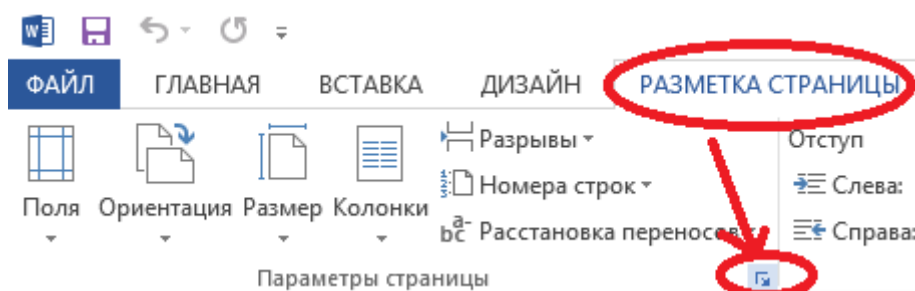 ФАЙЛ ГЛАВНАЯ ВСТАВКА ДИЗАЙН РАЗМЕТКА СТРАНИЦЫ
Разрывы Отступ
Номера строк Слева:
Поля Ориентация Размер Колонки
Расстановка переносов Справа:
Параметры страницы